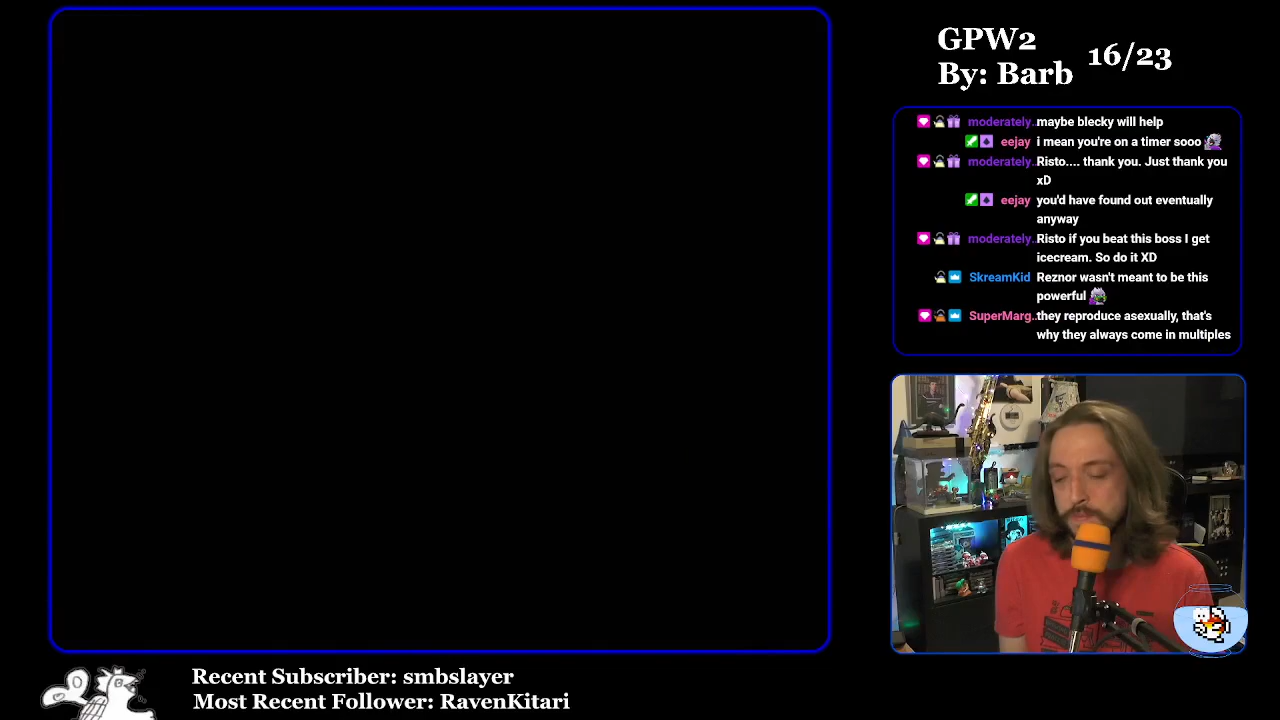 GPW2
By: Barb
16/23
moderately.. maybe blecky will help
eejay i mean you're on a timer sooo
moderately.. Risto.... thank you. Just thank you
xD
eejay you'd have found out eventually
anyway
moderately.. Risto if you beat this boss I get
icecream. So do it XD
SkreamKid Reznor wasn't meant to be this
powerful
SuperMarg.. they reproduce asexually, that's
why they always come in multiples
Recent Subscriber: smbslayer
Most Recent Follower: RavenKitari